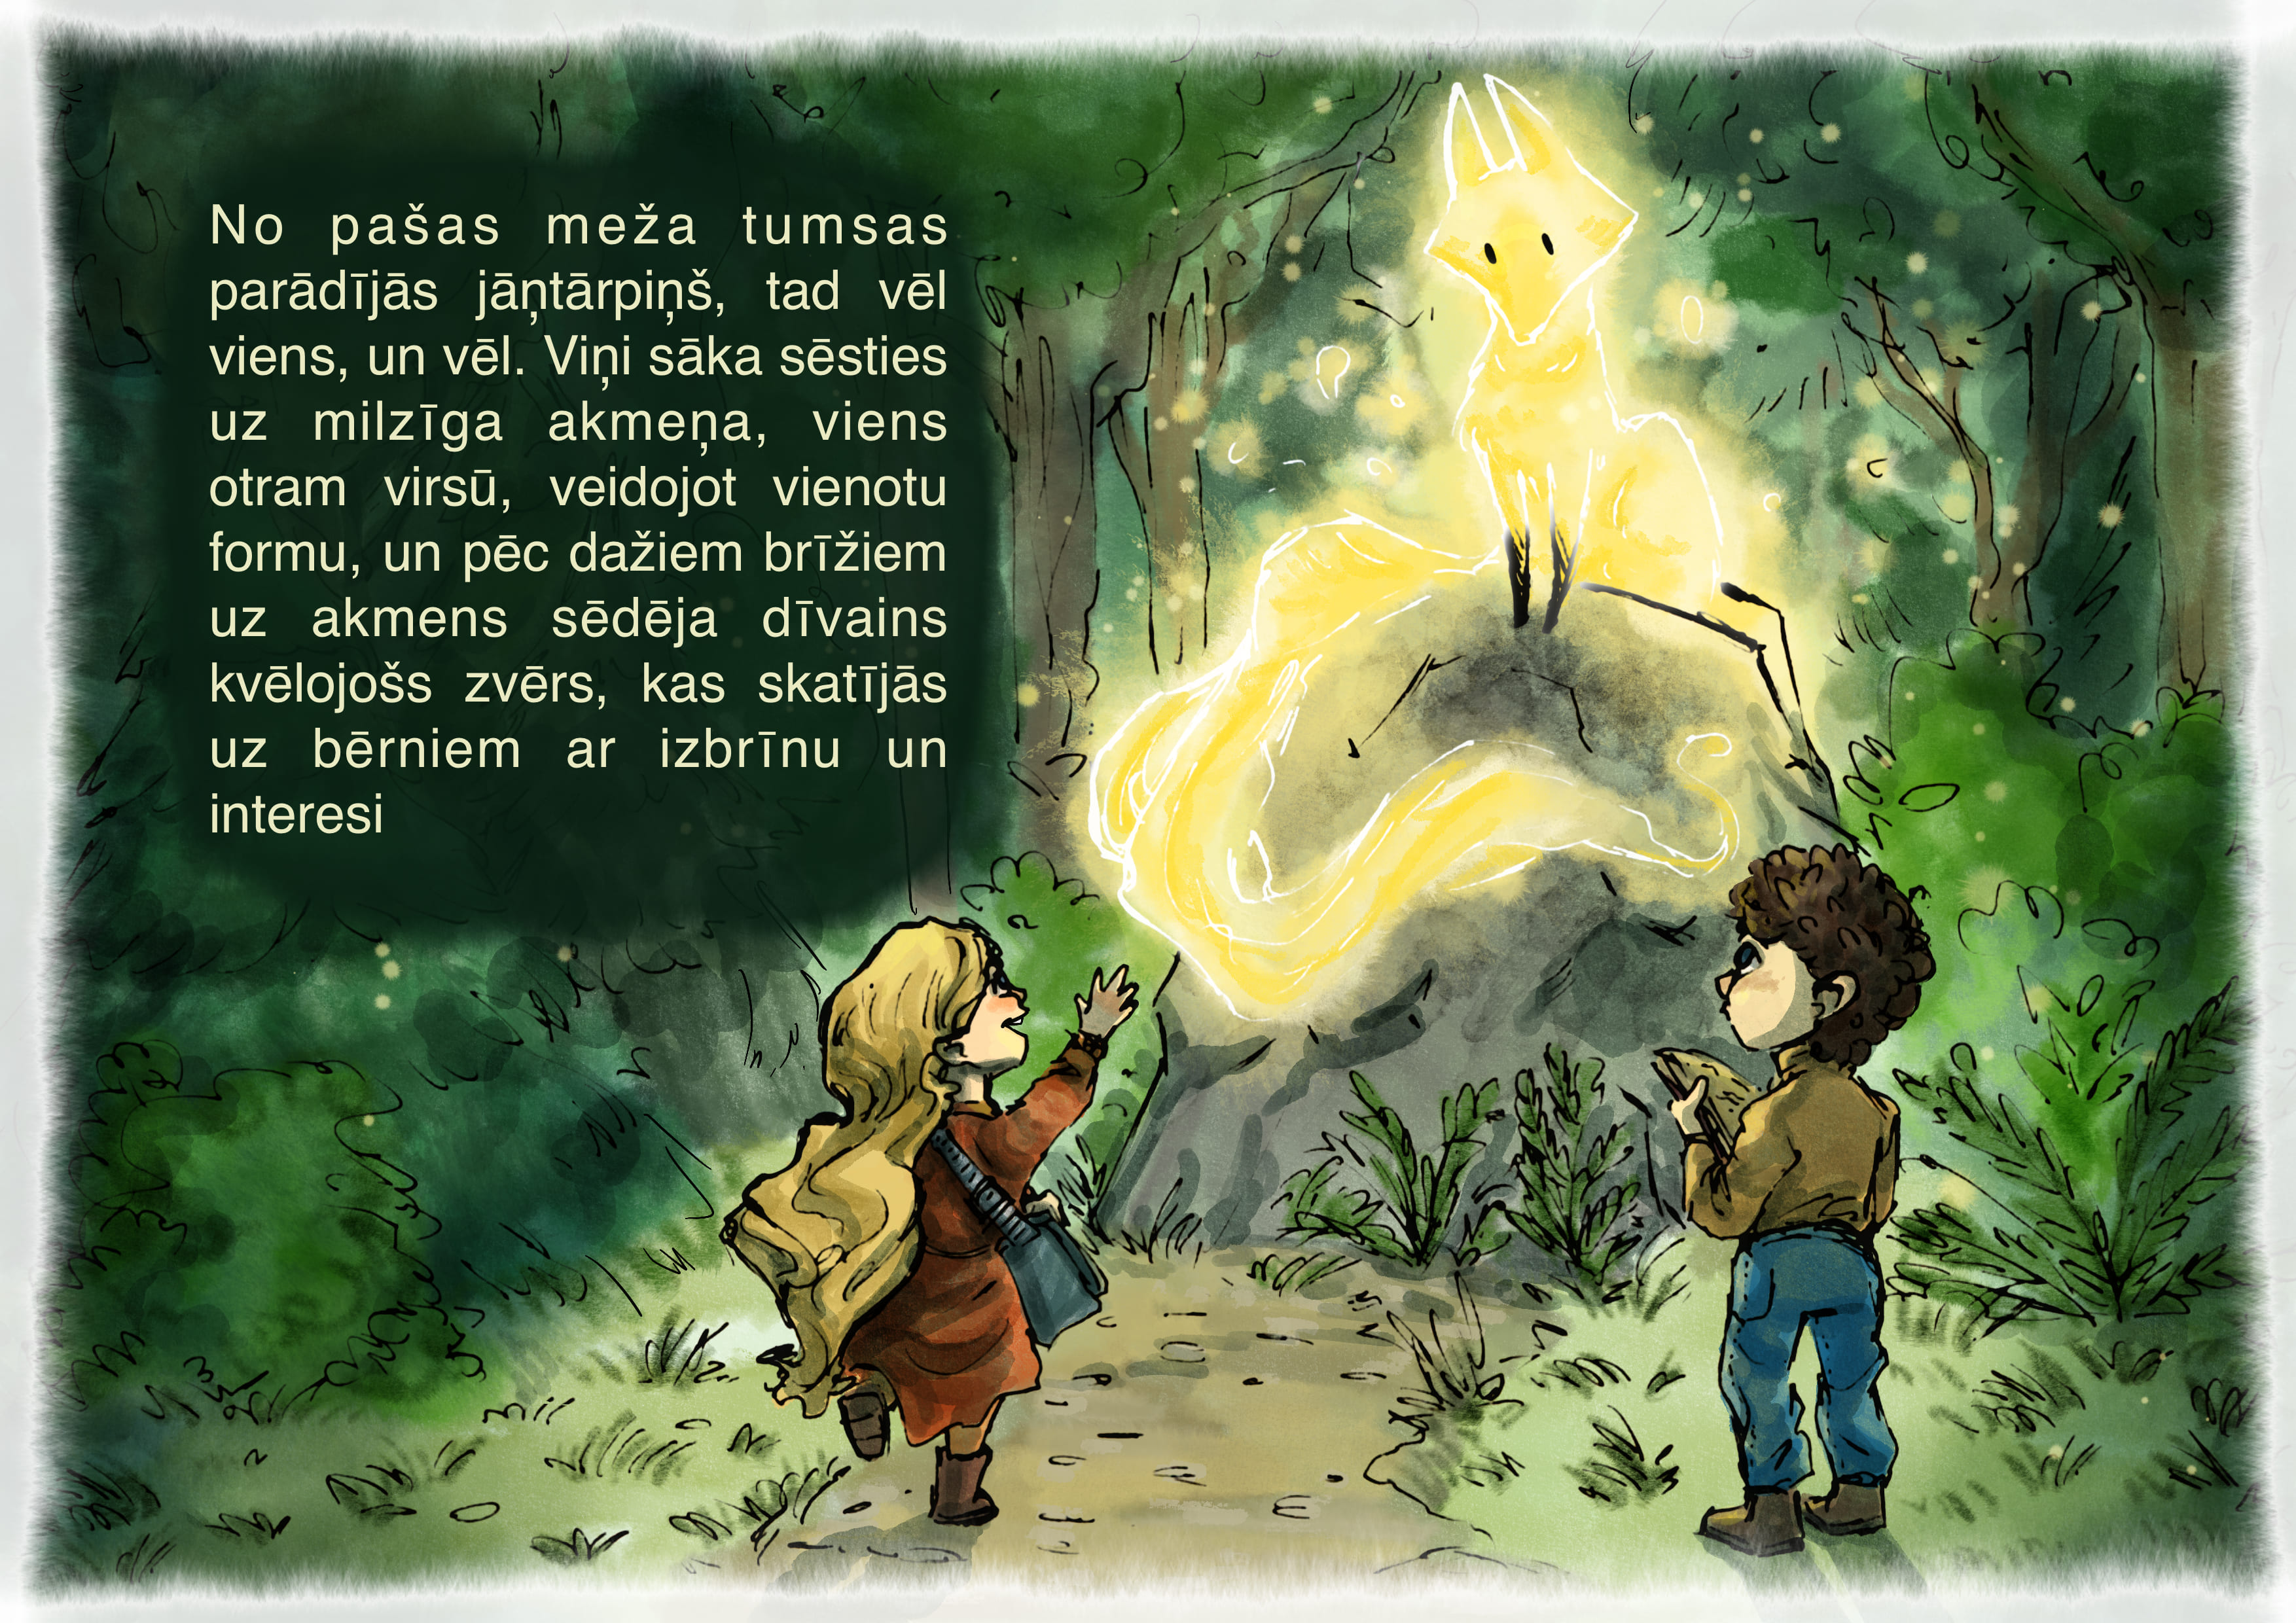 No pašas meža tumsas
parādījās jāņtārpiņš, tad vēl
viens, un vēl. Viņi sāka sēsties
uz milzīga akmeņa, viens
otram virsū, veidojot vienotu
formu, un pēc dažiem brīžiem
uz akmens sēdēja dīvains
kvēlojošs zvērs, kas skatījās
uz bērniem ar izbrīnu un
interesi